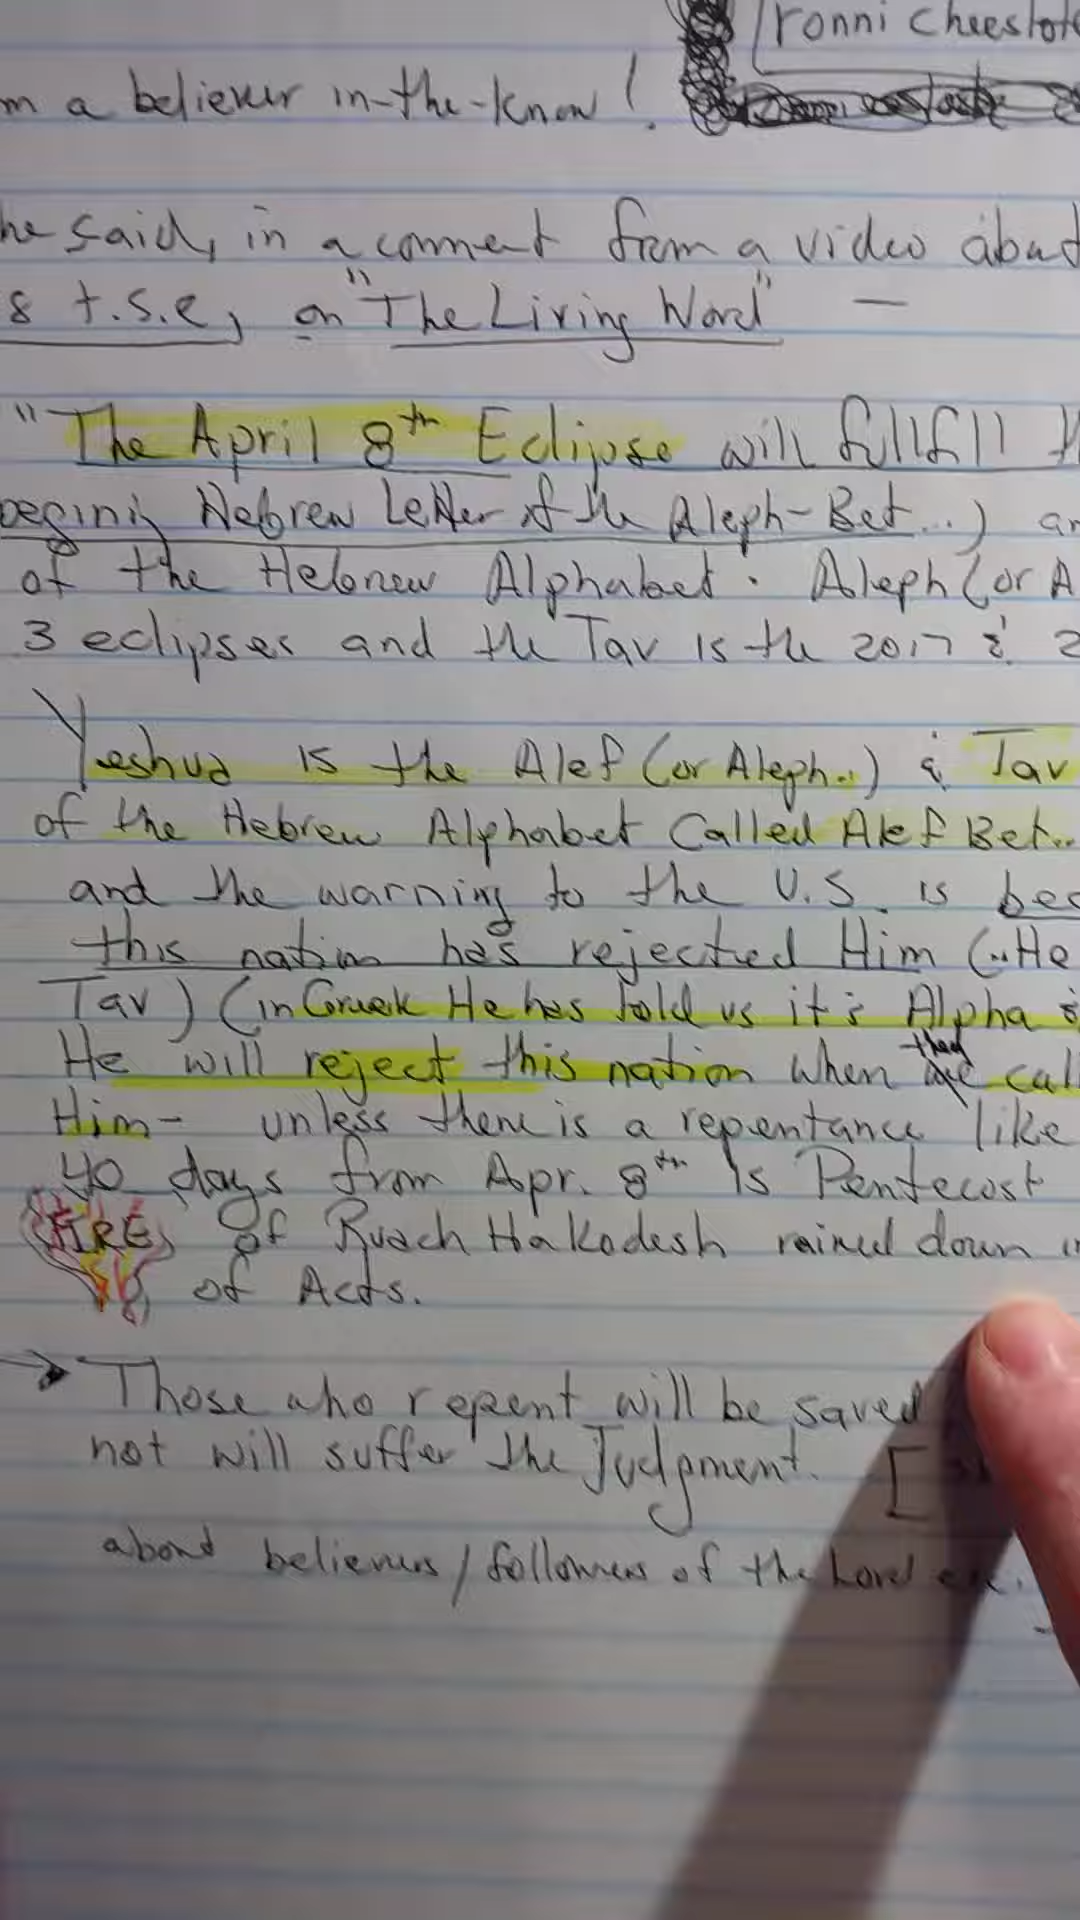 ronni cheeslot
m a believer in-the-know!
he said, in a comment from a video about
8 t.s.e, on "The Living Word" —
"The April 8th Eclipse will fullfill
Hebrew Letter of the Aleph-Bet...)
of the Hebrew Alphabet. Aleph (or A
3 eclipses and the Tav is the 2017 & 2
Yeshua is the Alef (or Aleph..) & Tav
of the Hebrew Alphabet Called Alef Bet..
and the warning to the U.S. is bec
this nation has rejected Him (..He
Tav) (in Greek He has told us it's Alpha &
He will reject this nation when they call
Him - unless there is a repentance like
40 days from Apr. 8th is Pentecost
FIRE of Ruach HaKodesh rained down
of Acts.
→ Those who repent will be saved
not will suffer the Judgment. [
about believers/followers of the Lord